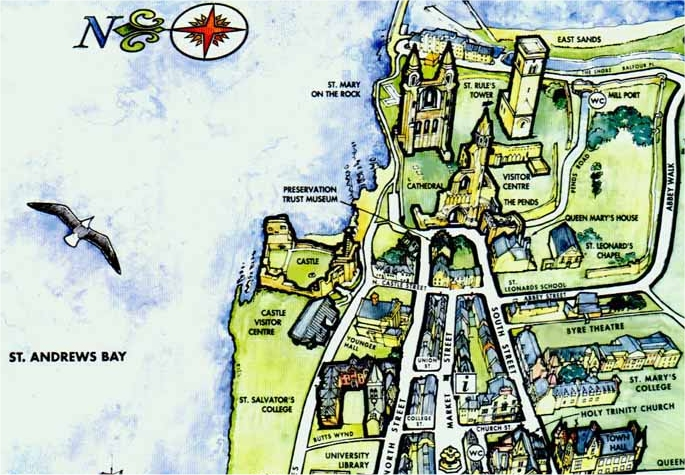 N
EAST SANDS
THE SHORE
BALFOUR PL
ST. MARY
ON THE ROCK
ST. RULE'S
TOWER
WC
MILL PORT
CATHEDRAL
VISITOR
CENTRE
PENDS ROAD
ABBEY WALK
PRESERVATION
TRUST MUSEUM
THE PENDS
QUEEN MARY'S HOUSE
ST. LEONARD'S
CHAPEL
CASTLE
N. CASTLE STREET
ST.
LEONARDS SCHOOL
ABBEY STREET
CASTLE
VISITOR
CENTRE
YOUNGER
HALL
SOUTH STREET
BYRE THEATRE
ST. ANDREWS BAY
UNION
ST.
MARKET STREET
i
ST. MARY'S
COLLEGE
ST. SALVATOR'S
COLLEGE
HOLY TRINITY CHURCH
COLLEGE
ST.
CHURCH ST.
BUTTS WYND
NORTH STREET
TOWN
HALL
UNIVERSITY
LIBRARY
WC
QUEEN
S